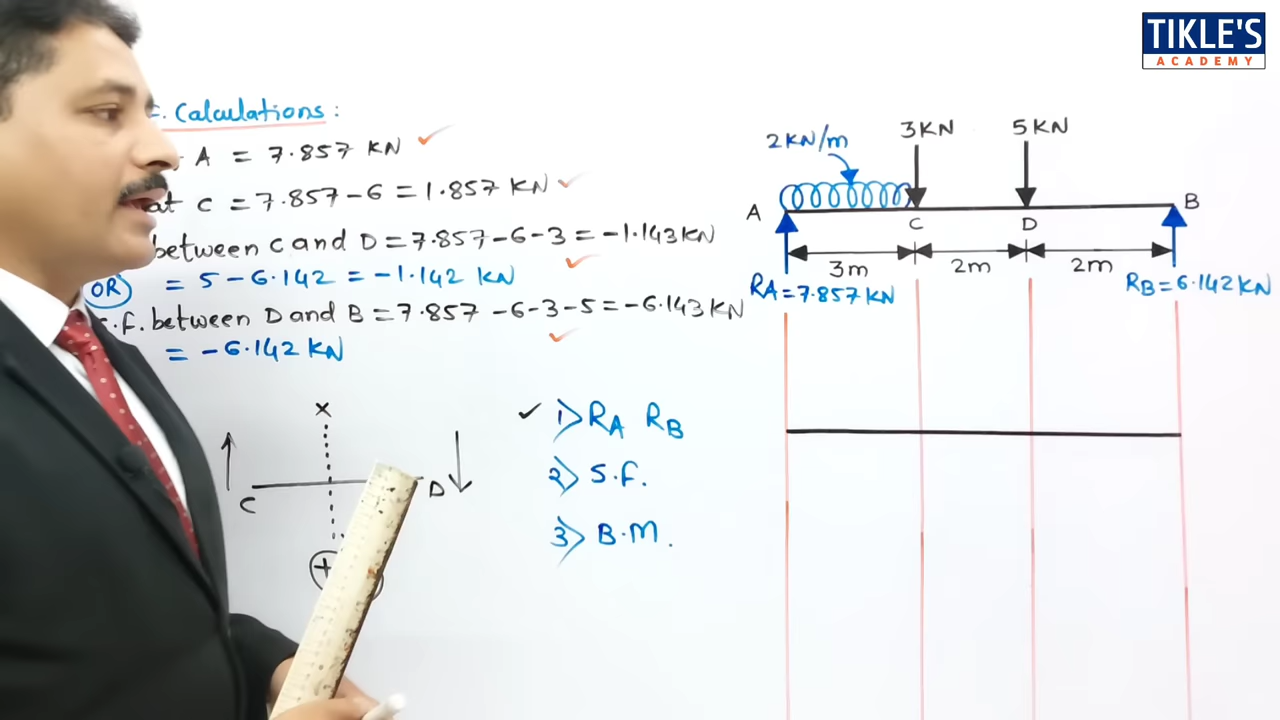 TIKLE'S
ACADEMY
F. Calculations :
A = 7.857 KN
at C = 7.857-6 = 1.857 KN
between C and D = 7.857-6-3 = -1.143 KN
OR = 5-6.142 = -1.142 KN
S.F. between D and B = 7.857-6-3-5 = -6.143 KN
= -6.142 KN
X
C
D
+
1> RA RB
2> S.F.
3> B.M.
2KN/m
3KN
5KN
A
C
D
B
3m
2m
2m
RA=7.857 KN
RB=6.142 KN